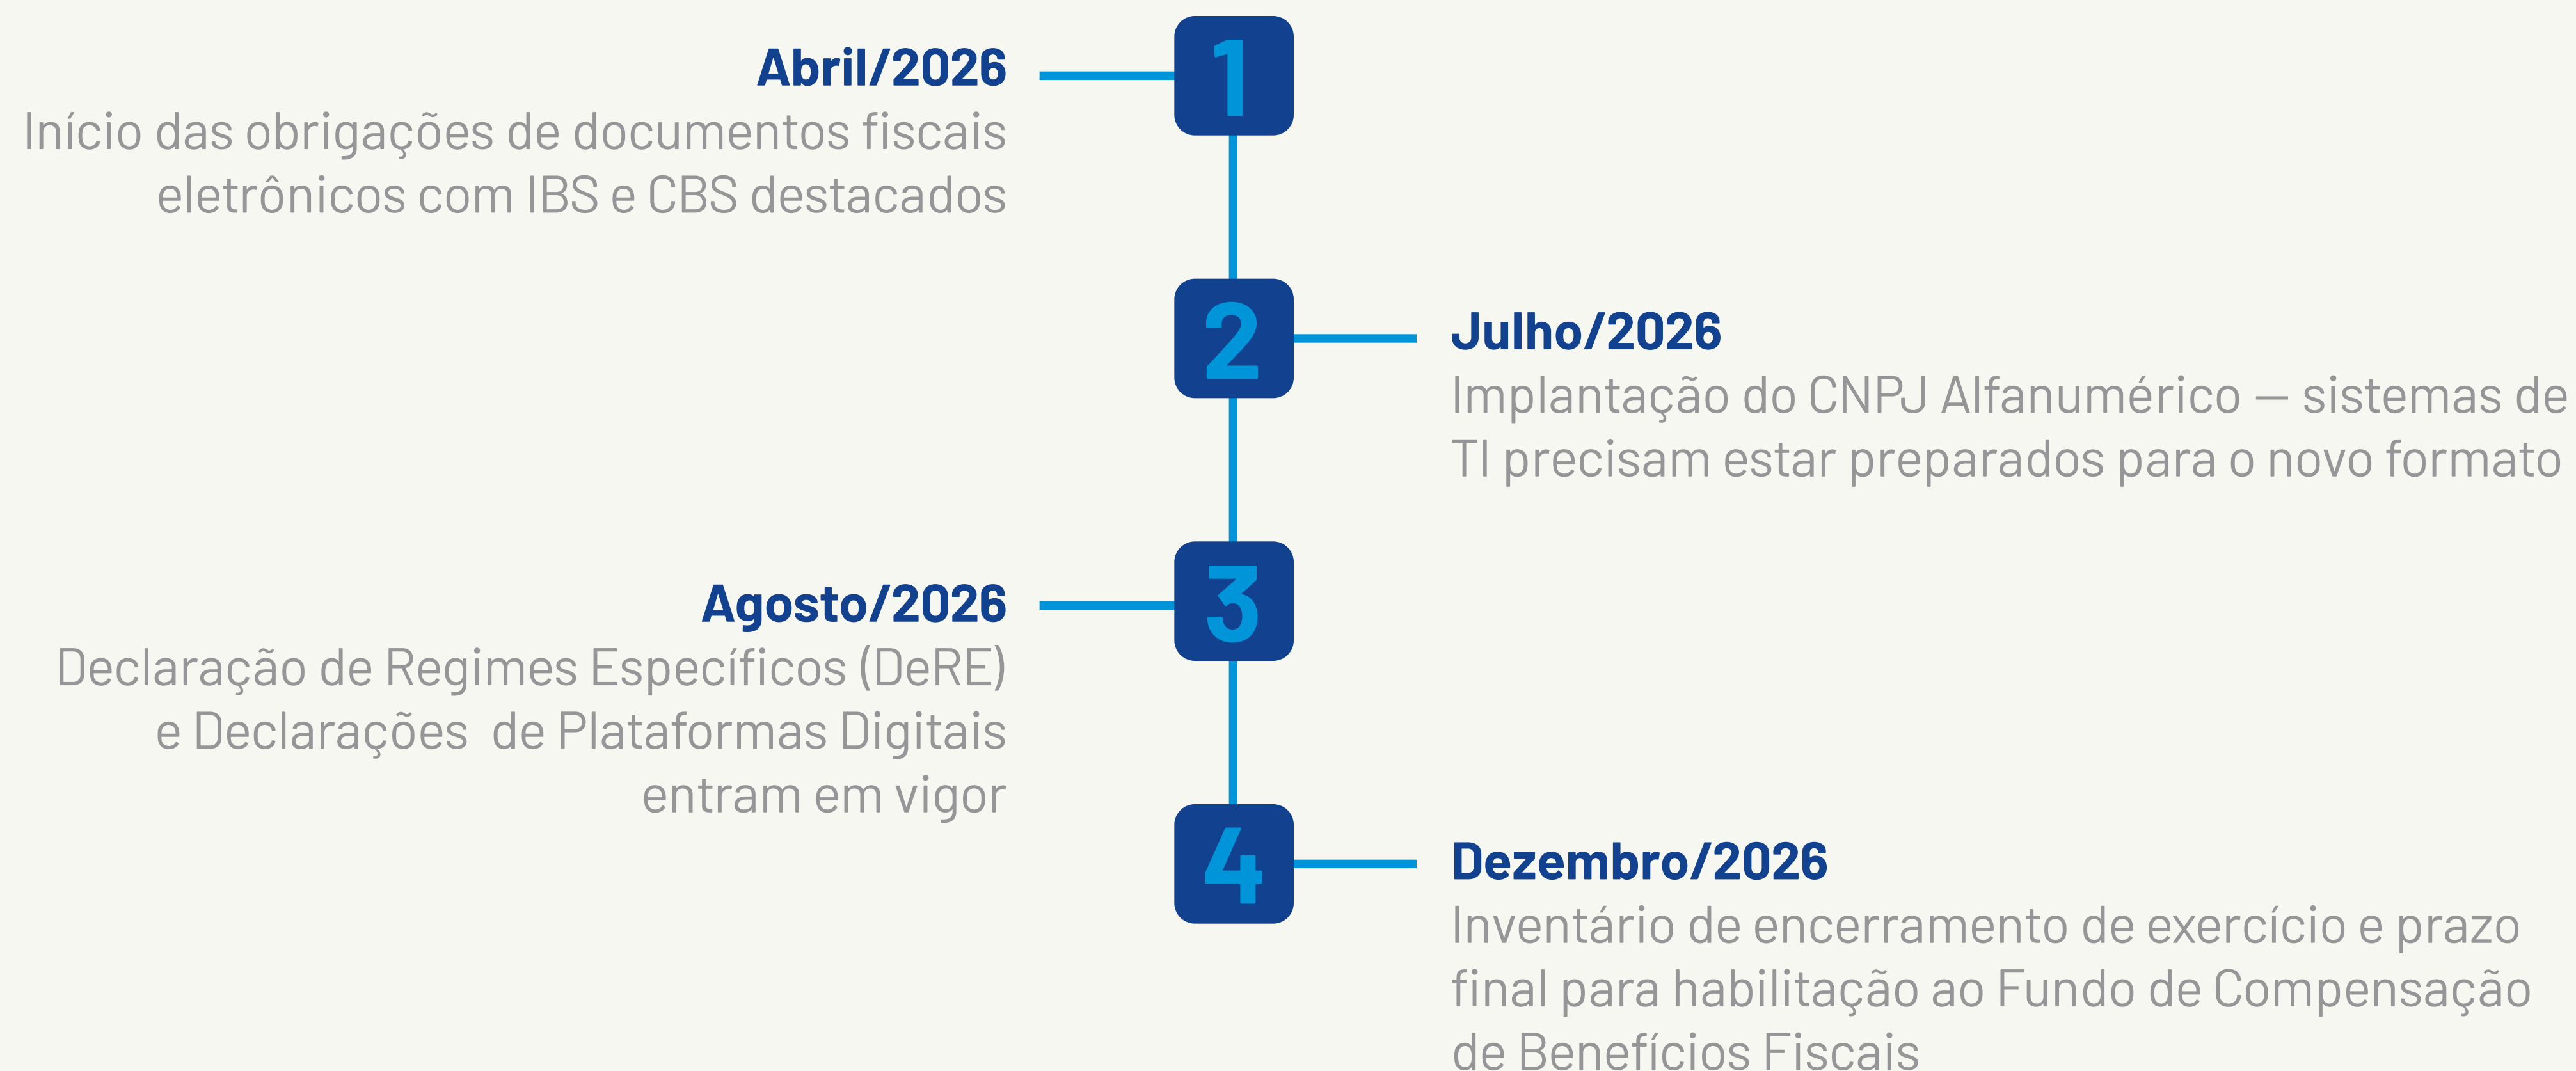 1
Abril/2026
Início das obrigações de documentos fiscais
eletrônicos com IBS e CBS destacados
2
Julho/2026
Implantação do CNPJ Alfanumérico — sistemas de
TI precisam estar preparados para o novo formato
3
Agosto/2026
Declaração de Regimes Específicos (DeRE)
e Declarações  de Plataformas Digitais
entram em vigor
4
Dezembro/2026
Inventário de encerramento de exercício e prazo
final para habilitação ao Fundo de Compensação
de Benefícios Fiscais